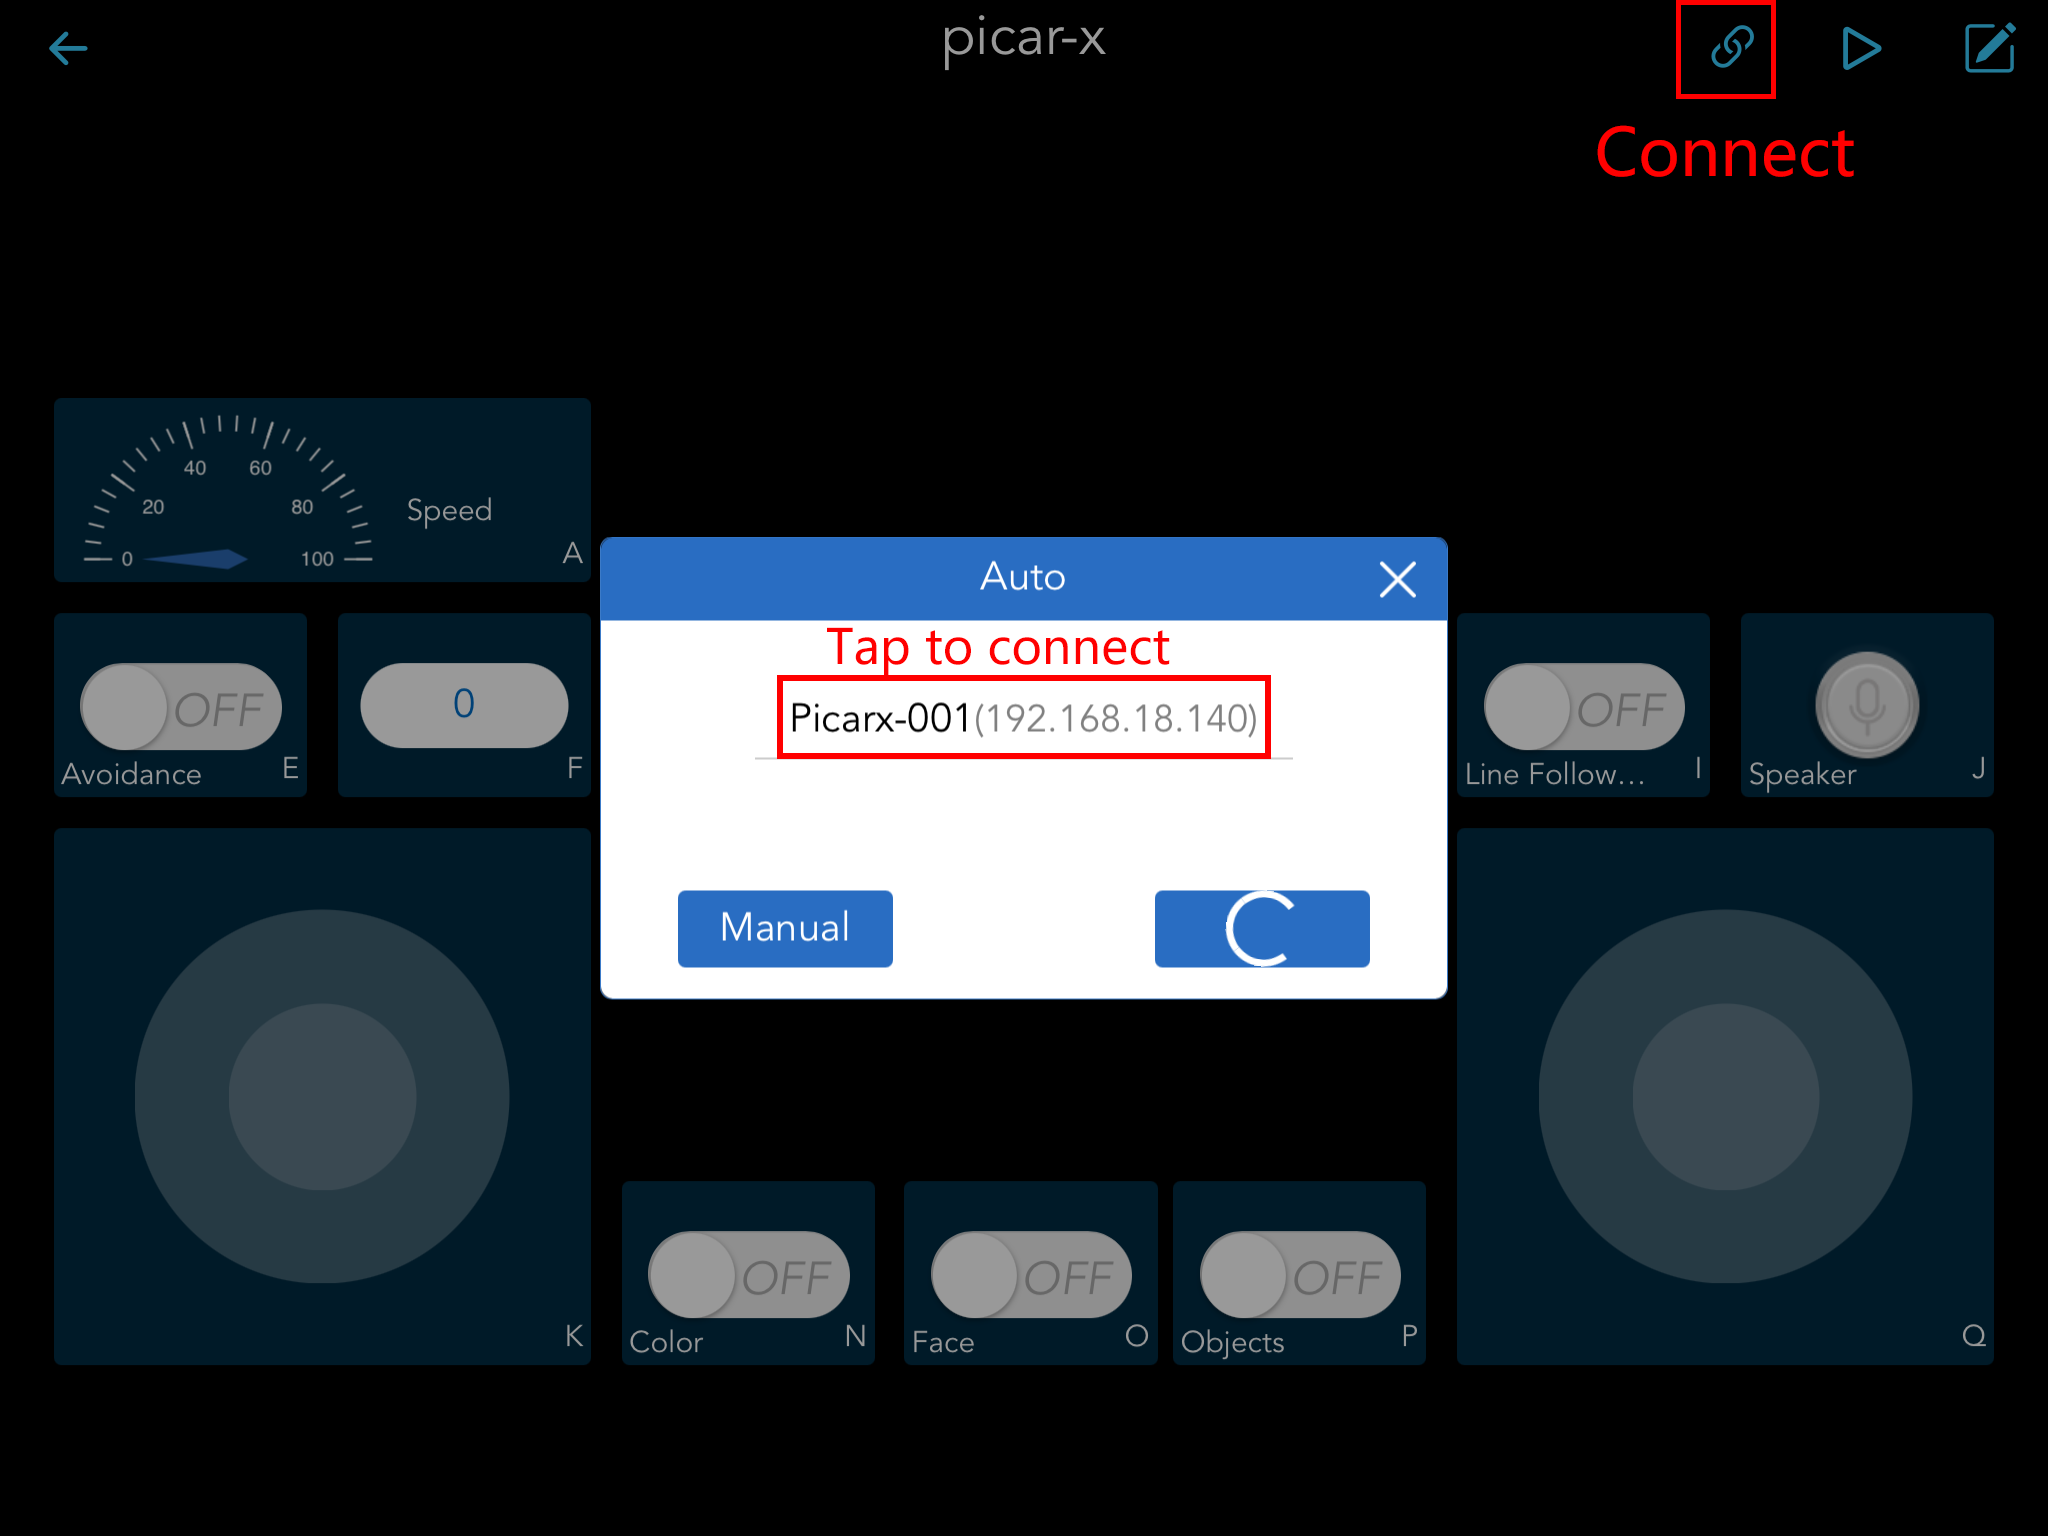 picar-x
Connect
40
60
20
80
0
100
Speed
A
Auto
Tap to connect
Picarx-001(192.168.18.140)
Manual
OFF
Avoidance
E
0
F
OFF
Line Follow...
I
Speaker
J
K
OFF
Color
N
OFF
Face
O
OFF
Objects
P
Q